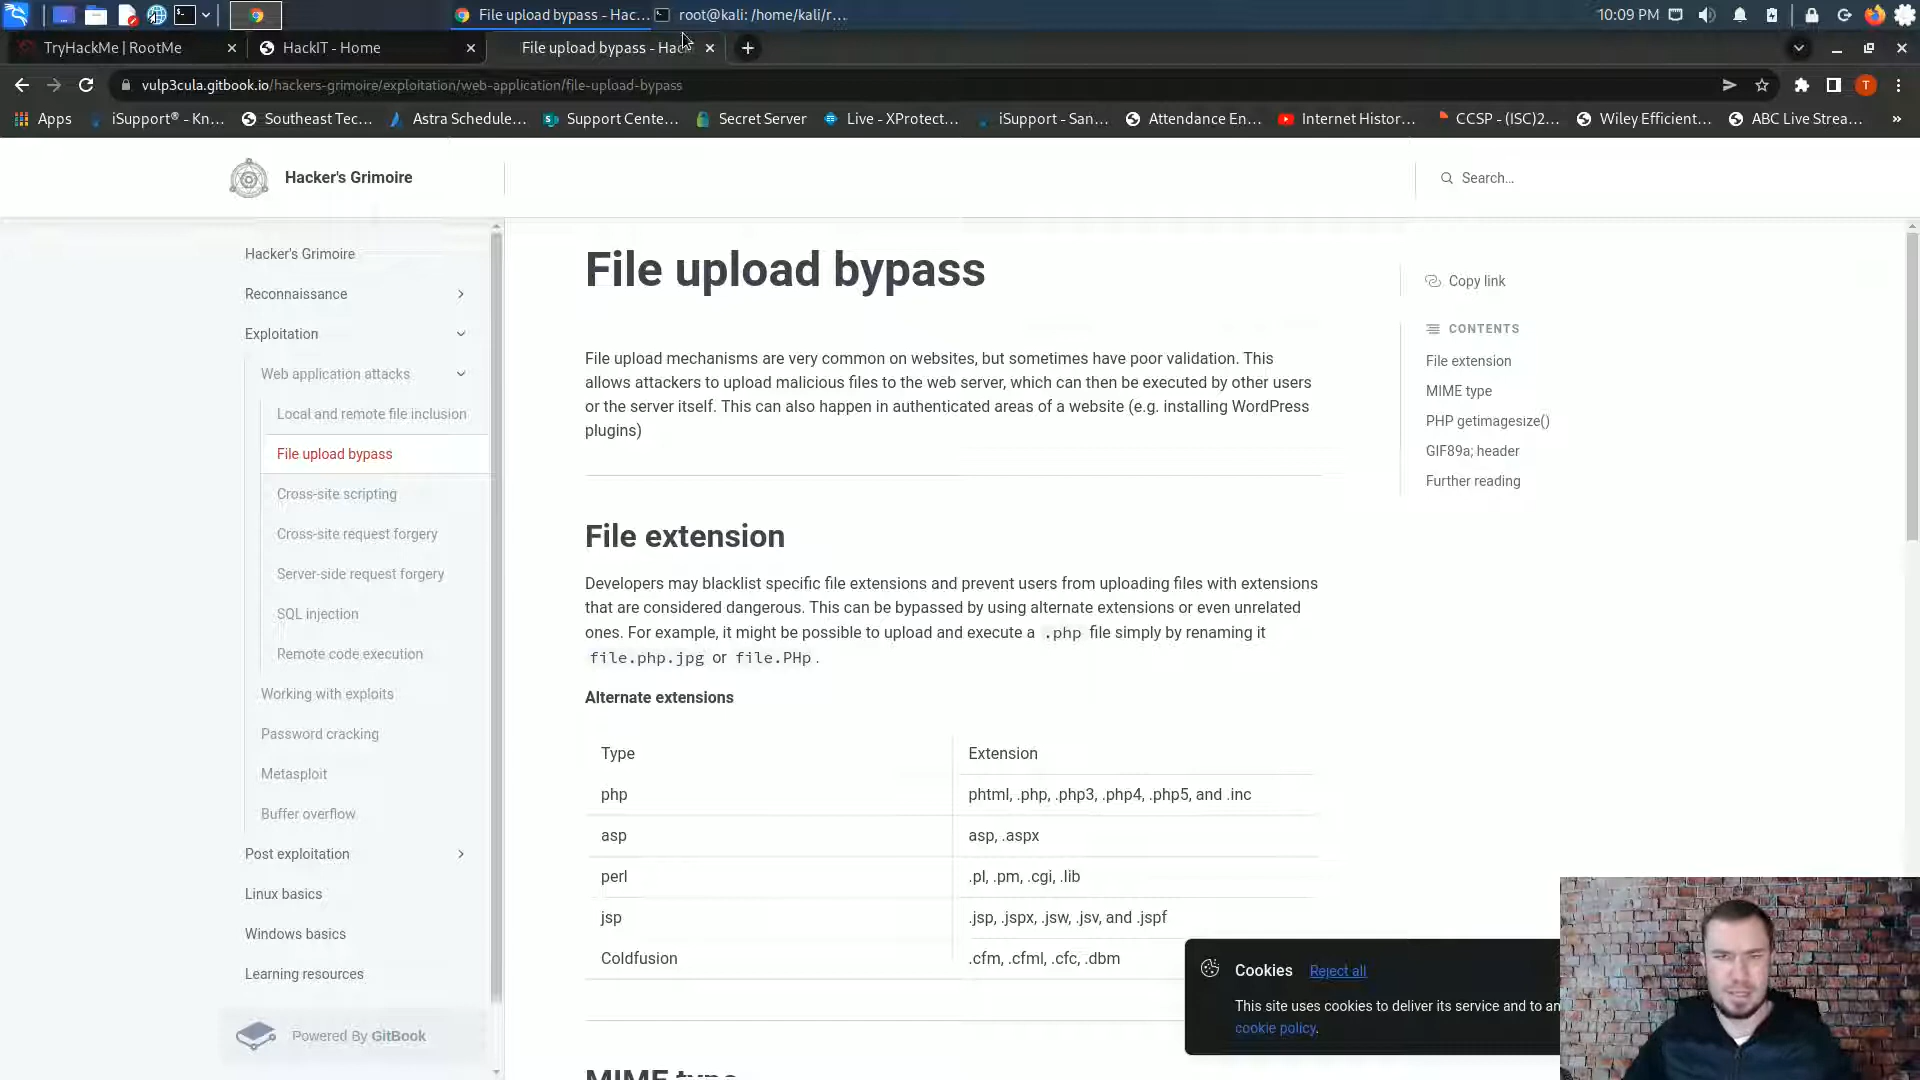 File upload bypass - Hac...
root@kali: /home/kali/r...
10:09 PM
TryHackMe | RootMe
HackIT - Home
File upload bypass - Hac
vulp3cula.gitbook.io/hackers-grimoire/exploitation/web-application/file-upload-bypass
T
Apps
iSupport® - Kn...
Southeast Tec...
Astra Schedule...
Support Cente...
Secret Server
Live - XProtect...
iSupport - San...
Attendance En...
Internet Histor...
CCSP - (ISC)2...
Wiley Efficient...
ABC Live Strea...
»
Hacker's Grimoire
Search...
Hacker's Grimoire
Reconnaissance
Exploitation
Web application attacks
Local and remote file inclusion
File upload bypass
Cross-site scripting
Cross-site request forgery
Server-side request forgery
SQL injection
Remote code execution
Working with exploits
Password cracking
Metasploit
Buffer overflow
Post exploitation
Linux basics
Windows basics
Learning resources
Powered By GitBook
File upload bypass
File upload mechanisms are very common on websites, but sometimes have poor validation. This
allows attackers to upload malicious files to the web server, which can then be executed by other users
or the server itself. This can also happen in authenticated areas of a website (e.g. installing WordPress
plugins)
File extension
Developers may blacklist specific file extensions and prevent users from uploading files with extensions
that are considered dangerous. This can be bypassed by using alternate extensions or even unrelated
ones. For example, it might be possible to upload and execute a .php file simply by renaming it
file.php.jpg or file.PHp.
Alternate extensions
Type Extension
php phtml, .php, .php3, .php4, .php5, and .inc
asp asp, .aspx
perl .pl, .pm, .cgi, .lib
jsp .jsp, .jspx, .jsw, .jsv, and .jspf
Coldfusion .cfm, .cfml, .cfc, .dbm
MIME type
Copy link
CONTENTS
File extension
MIME type
PHP getimagesize()
GIF89a; header
Further reading
Cookies Reject all
This site uses cookies to deliver its service and to an
cookie policy.